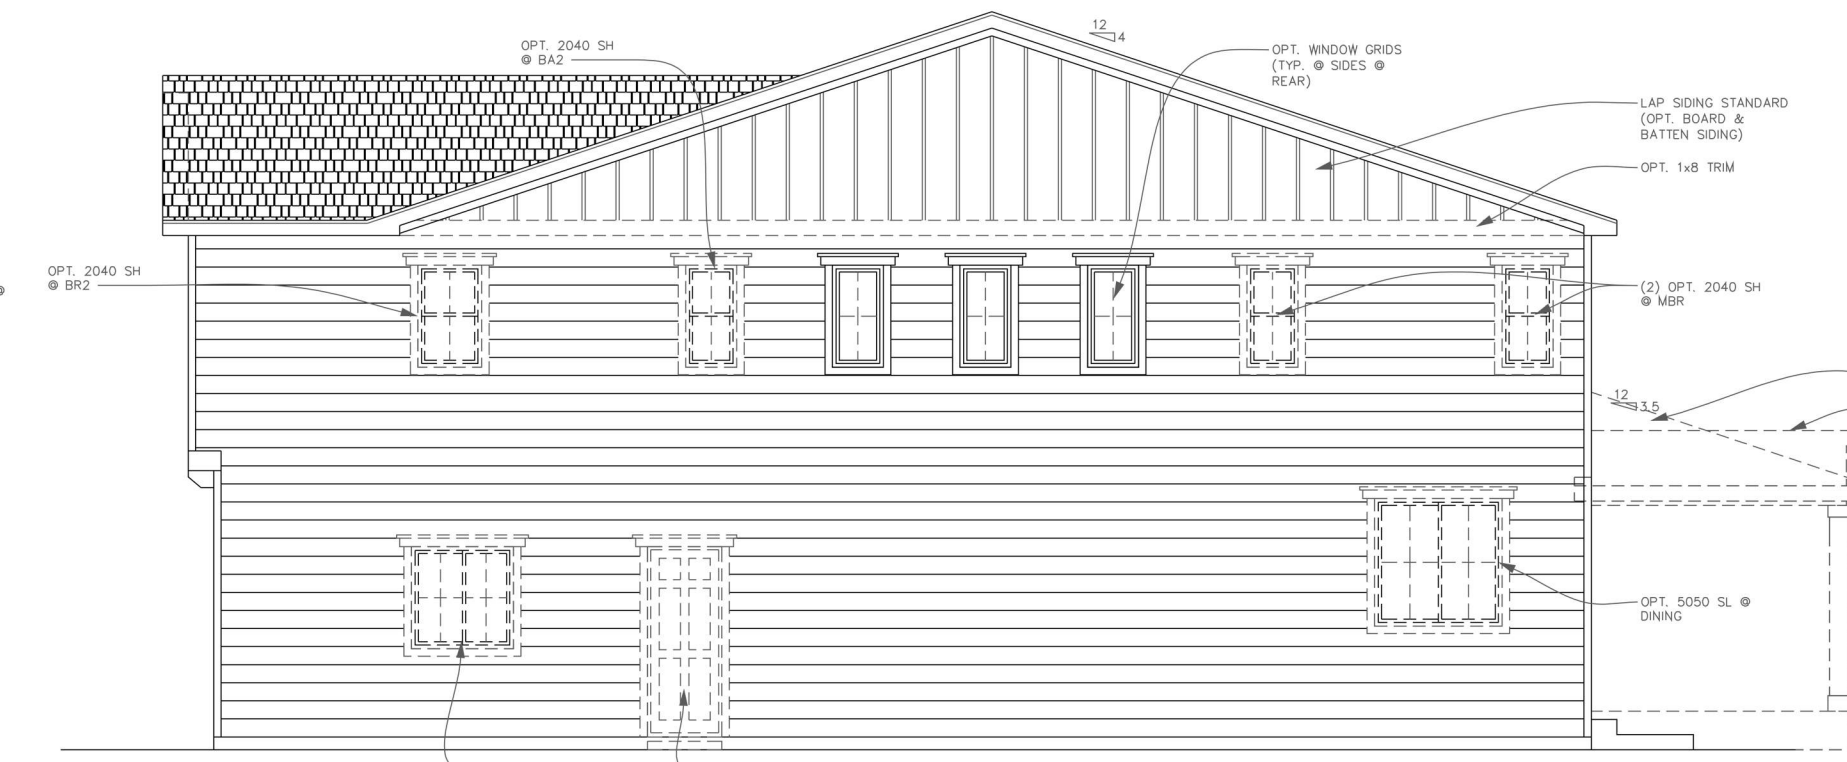 12
4
OPT. 2040 SH
@ BA2
OPT. WINDOW GRIDS
(TYP. @ SIDES @
REAR)
LAP SIDING STANDARD
(OPT. BOARD &
BATTEN SIDING)
OPT. 1x8 TRIM
OPT. 2040 SH
@ BR2
@
(2) OPT. 2040 SH
@ MBR
12
3.5
OPT. 5050 SL @
DINING